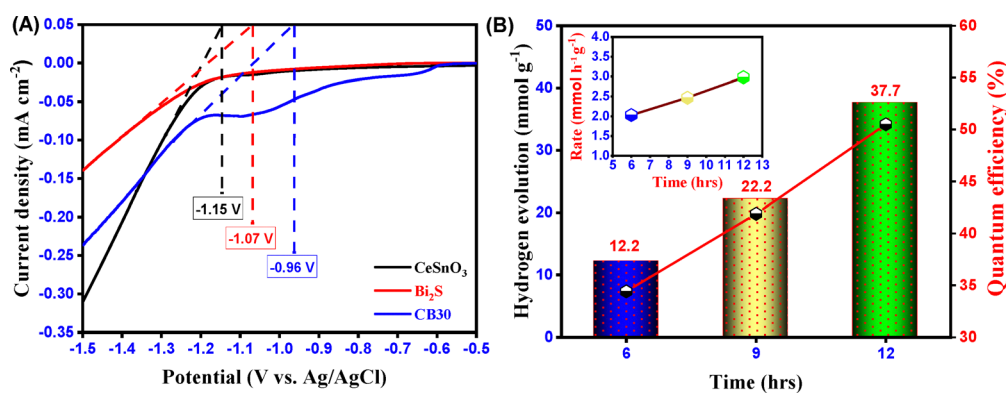 (A)
0.05
0.00
-0.05
-0.10
-0.15
-0.20
-0.25
-0.30
-0.35
Current density (mA cm⁻²)
-1.15 V
-1.07 V
-0.96 V
CeSnO₃
Bi₂S
CB30
-1.5 -1.4 -1.3 -1.2 -1.1 -1.0 -0.9 -0.8 -0.7 -0.6 -0.5
Potential (V vs. Ag/AgCl)
(B)
50
40
30
20
10
0
Hydrogen evolution (mmol g⁻¹)
4.0
3.5
3.0
2.5
2.0
1.5
1.0
Rate (mmol h⁻¹g⁻¹)
5 6 7 8 9 10 11 12 13
Time (hrs)
12.2
22.2
37.7
60
55
50
45
40
35
30
Quantum efficiency (%)
6 9 12
Time (hrs)